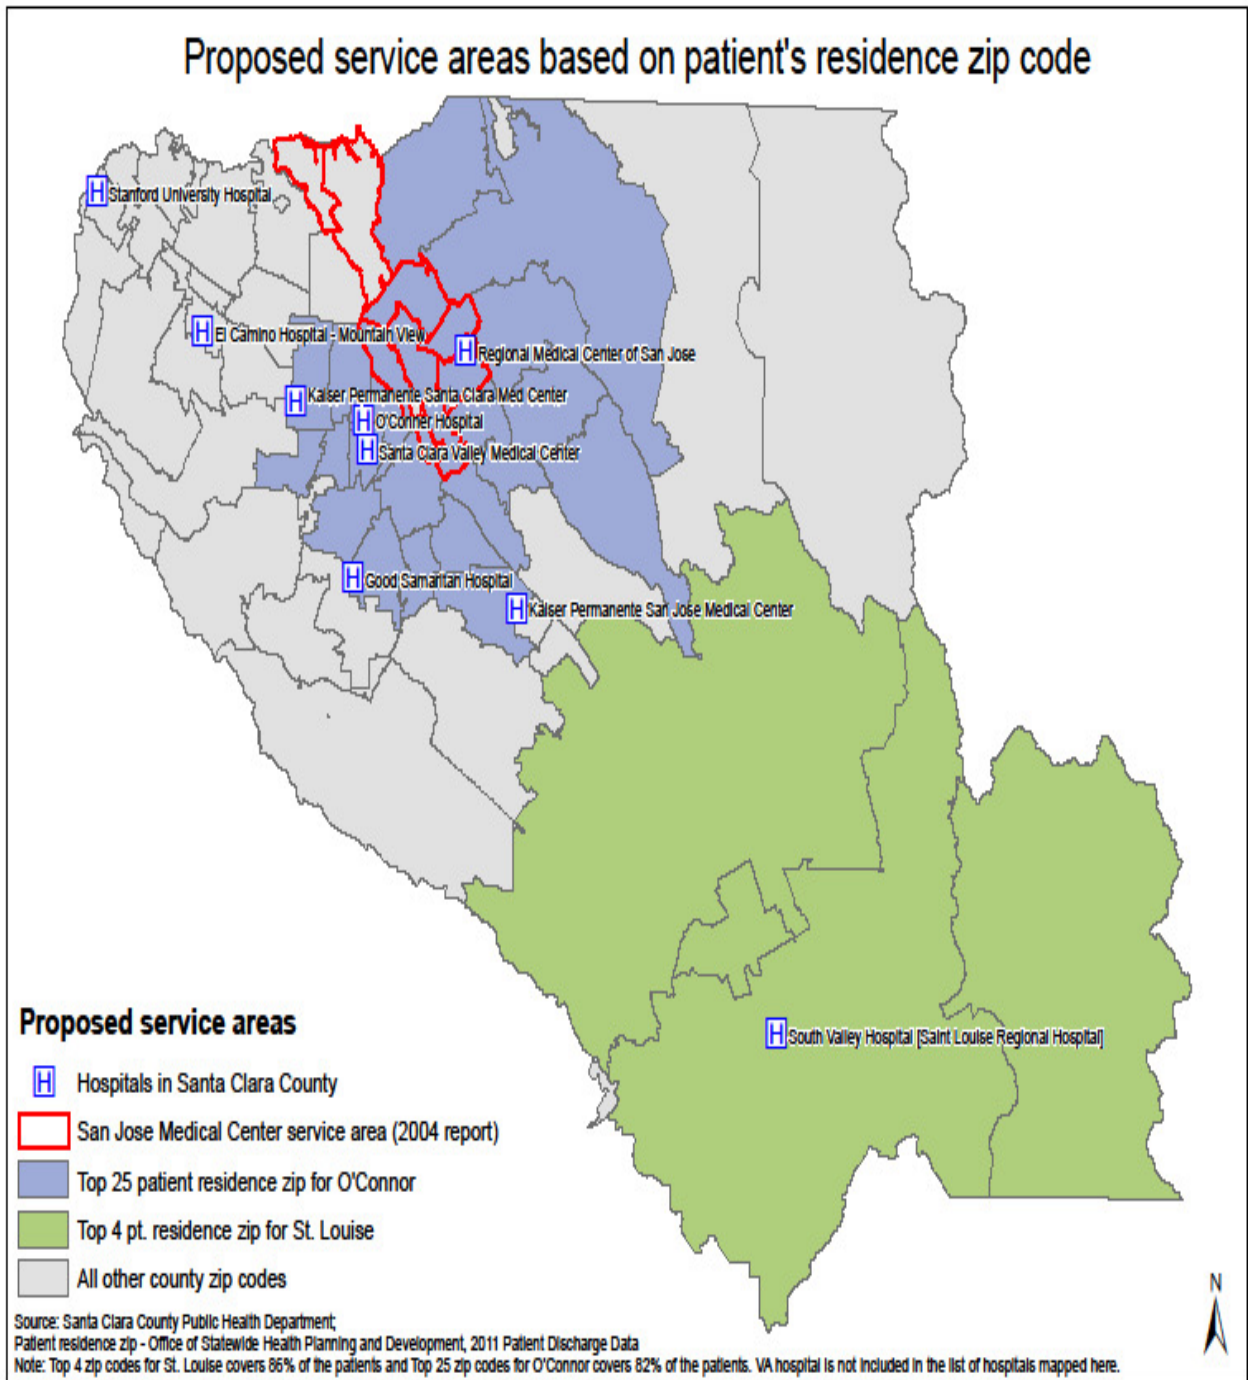 Proposed service areas based on patient's residence zip code
H Stanford University Hospital
H El Camino Hospital - Mountain View
H Regional Medical Center of San Jose
H Kaiser Permanente Santa Clara Med Center
H O'Conner Hospital
H Santa Clara Valley Medical Center
H Good Samaritan Hospital
H Kaiser Permanente San Jose Medical Center
H South Valley Hospital [Saint Louise Regional Hospital]
Proposed service areas
H Hospitals in Santa Clara County
San Jose Medical Center service area (2004 report)
Top 25 patient residence zip for O'Connor
Top 4 pt. residence zip for St. Louise
All other county zip codes
N
Source: Santa Clara County Public Health Department;
Patient residence zip - Office of Statewide Health Planning and Development, 2011 Patient Discharge Data
Note: Top 4 zip codes for St. Louise covers 86% of the patients and Top 25 zip codes for O'Connor covers 82% of the patients. VA hospital is not included in the list of hospitals mapped here.